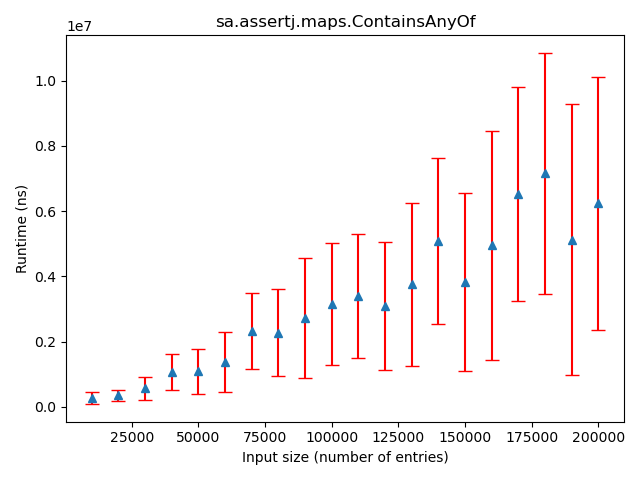 sa.assertj.maps.ContainsAnyOf
1e7
1.0
0.8
0.6
0.4
0.2
0.0
Runtime (ns)
25000 50000 75000 100000 125000 150000 175000 200000
Input size (number of entries)